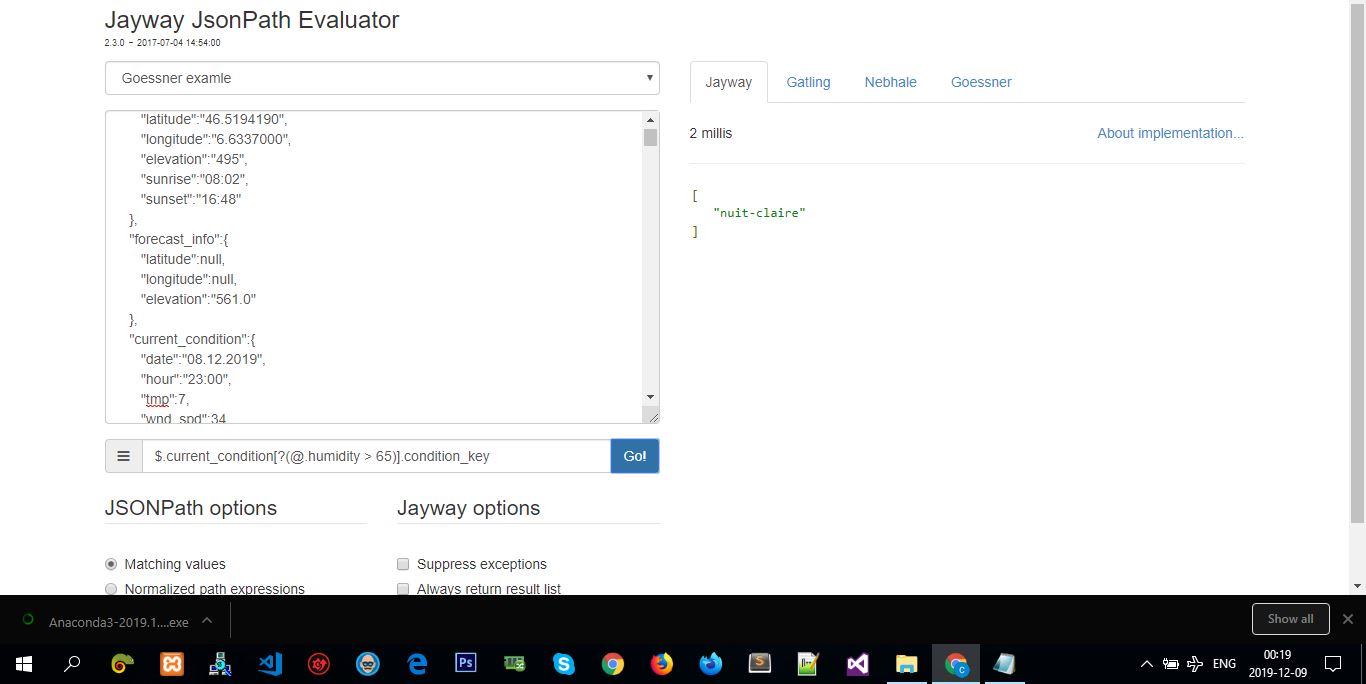 Jayway JsonPath Evaluator
2.3.0 - 2017-07-04 14:54:00
Goessner examle
"latitude":"46.5194190",
"longitude":"6.6337000",
"elevation":"495",
"sunrise":"08:02",
"sunset":"16:48"
},
"forecast_info":{
"latitude":null,
"longitude":null,
"elevation":"561.0"
},
"current_condition":{
"date":"08.12.2019",
"hour":"23:00",
"tmp":7,
"wnd_spd":34
$.current_condition[?(@.humidity > 65)].condition_key
Go!
JSONPath options
Matching values
Normalized path expressions
Jayway options
Suppress exceptions
Always return result list
Jayway Gatling Nebhale Goessner
2 millis
About implementation...
[
"nuit-claire"
]
Anaconda3-2019.1....exe
Show all
Ps
S
C
ENG
00:19
2019-12-09